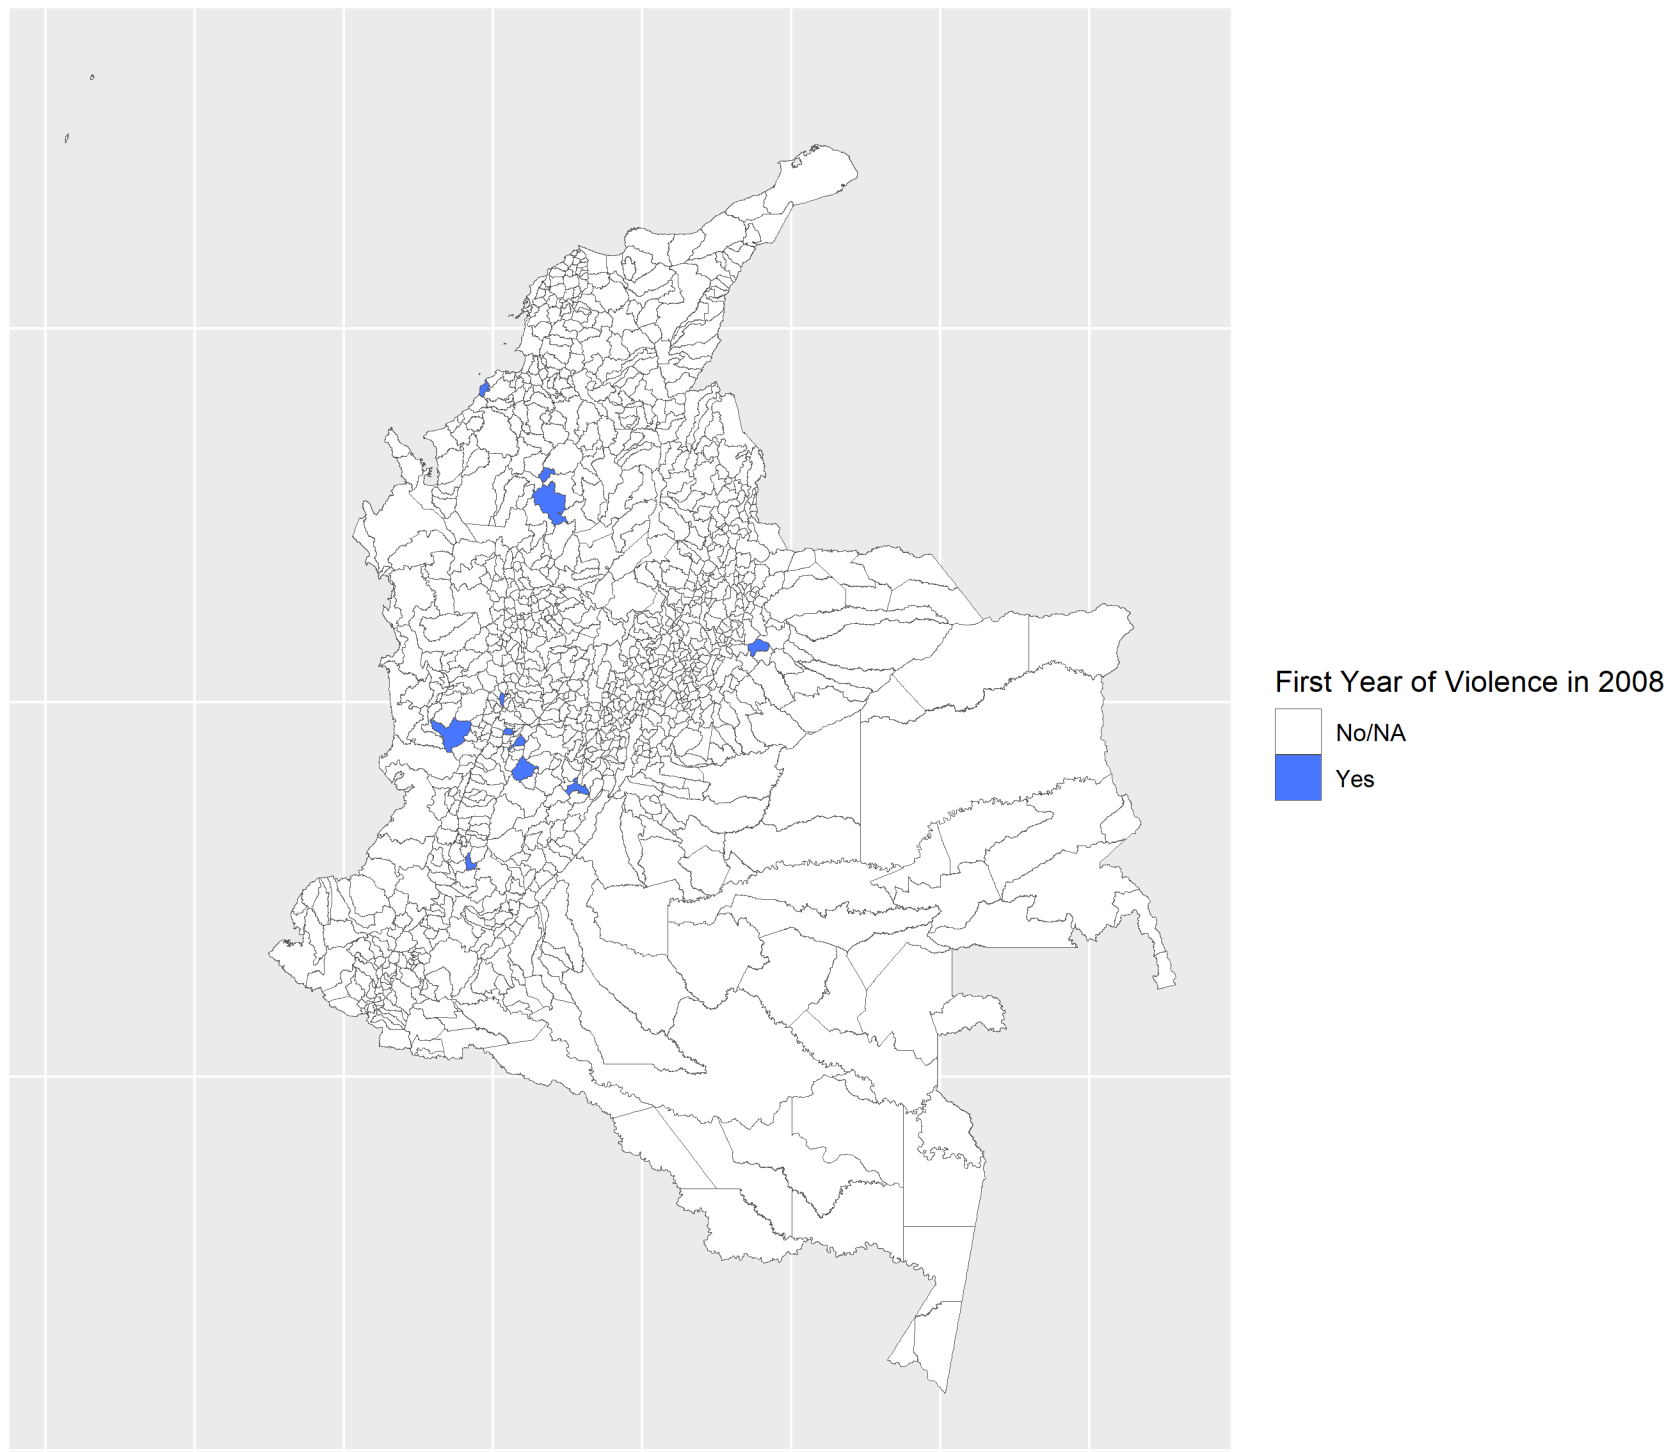 First Year of Violence in 2008
No/NA
Yes